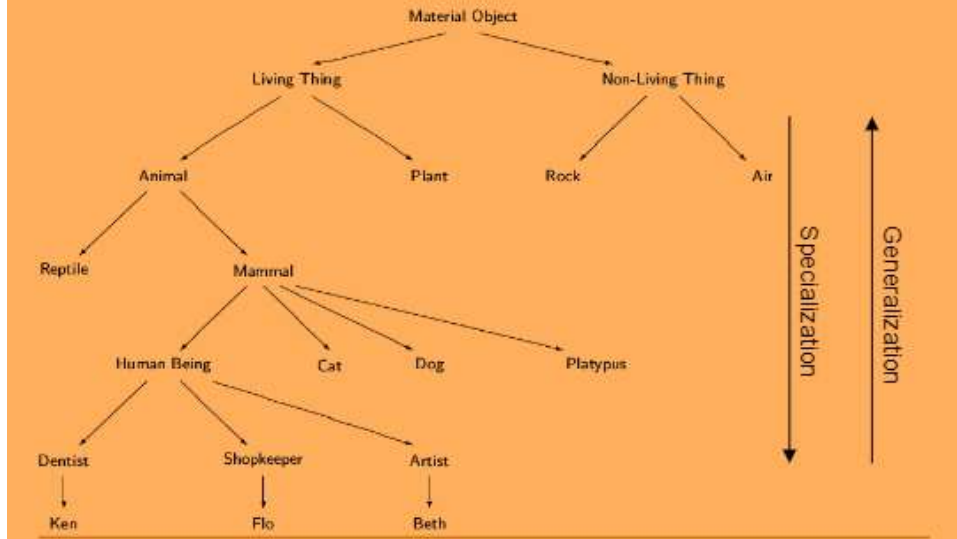 Material Object
Living Thing
Non-Living Thing
Animal
Plant
Rock
Air
Reptile
Mammal
Human Being
Cat
Dog
Platypus
Dentist
Shopkeeper
Artist
Ken
Flo
Beth
Specialization
Generalization